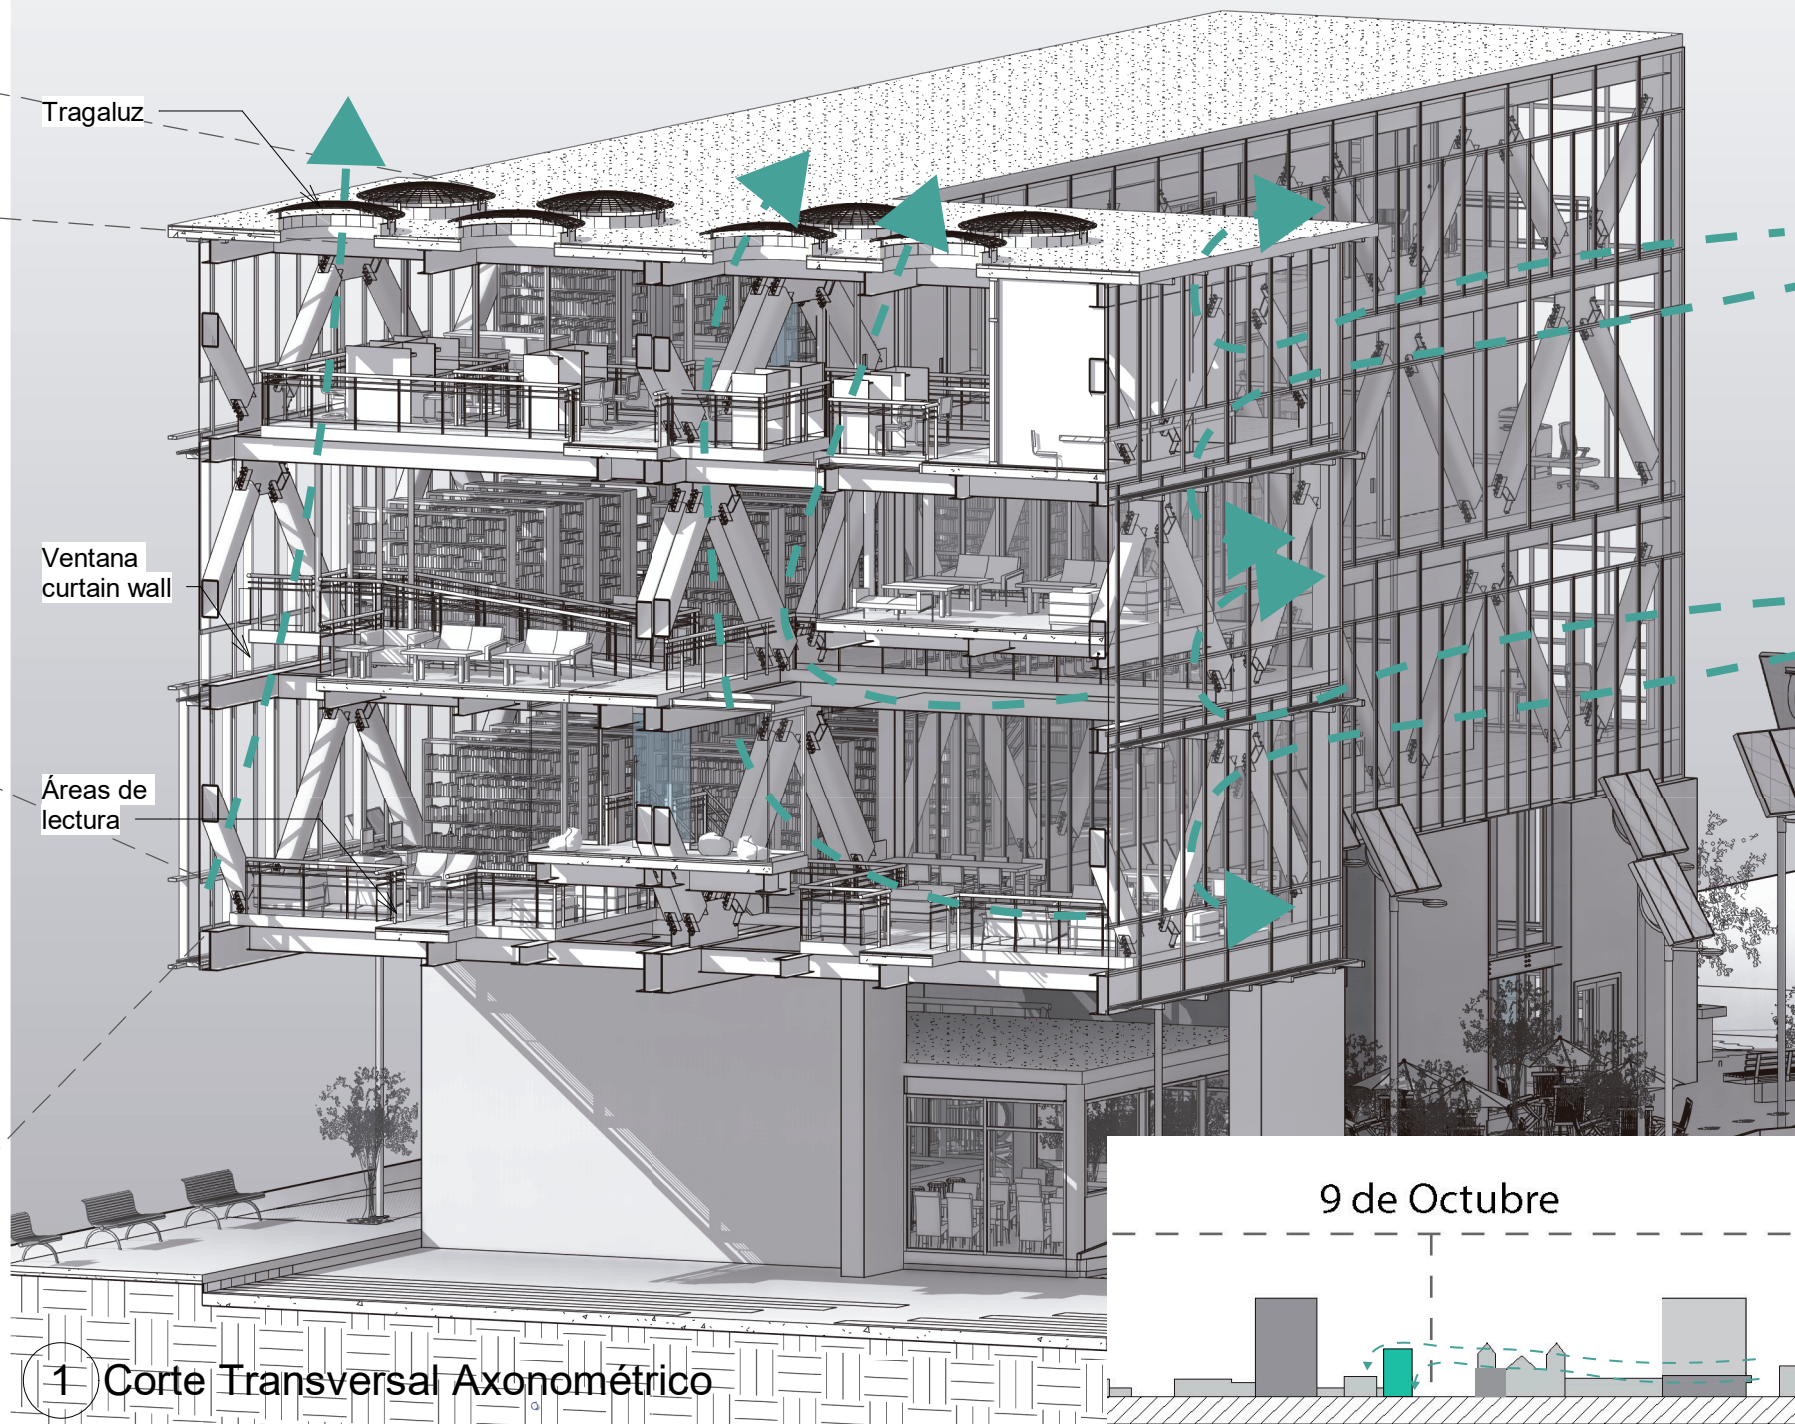 Tragaluz
Ventana
curtain wall
Áreas de
lectura
9 de Octubre
1 Corte Transversal Axonométrico